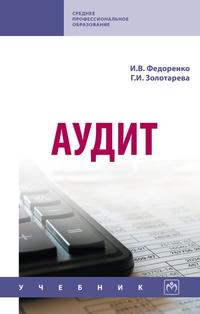 СРЕДНЕЕ
ПРОФЕССИОНАЛЬНОЕ
ОБРАЗОВАНИЕ
И.В. Федоренко
Г.И. Золотарева
АУДИТ
УЧЕБНИК